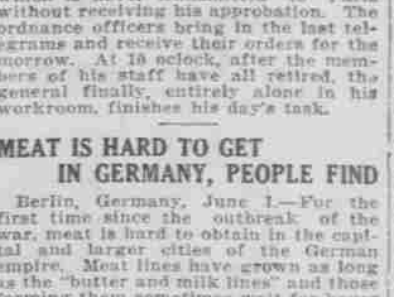 without receiving his approbation. The
ordnance officers bring in the last tel-
egrams and receive their orders for the
morrow. At 10 oclock, after the mem-
bers of his staff have all retired, the
general finally, entirely alone in his
workroom, finishes his day's task.
MEAT IS HARD TO GET
IN GERMANY, PEOPLE FIND
Berlin, Germany, June 1.—For the
first time since the outbreak of the
war, meat is hard to obtain in the capi-
tal and larger cities of the German
empire. Meat lines have grown as long
as the "butter and milk lines" and those